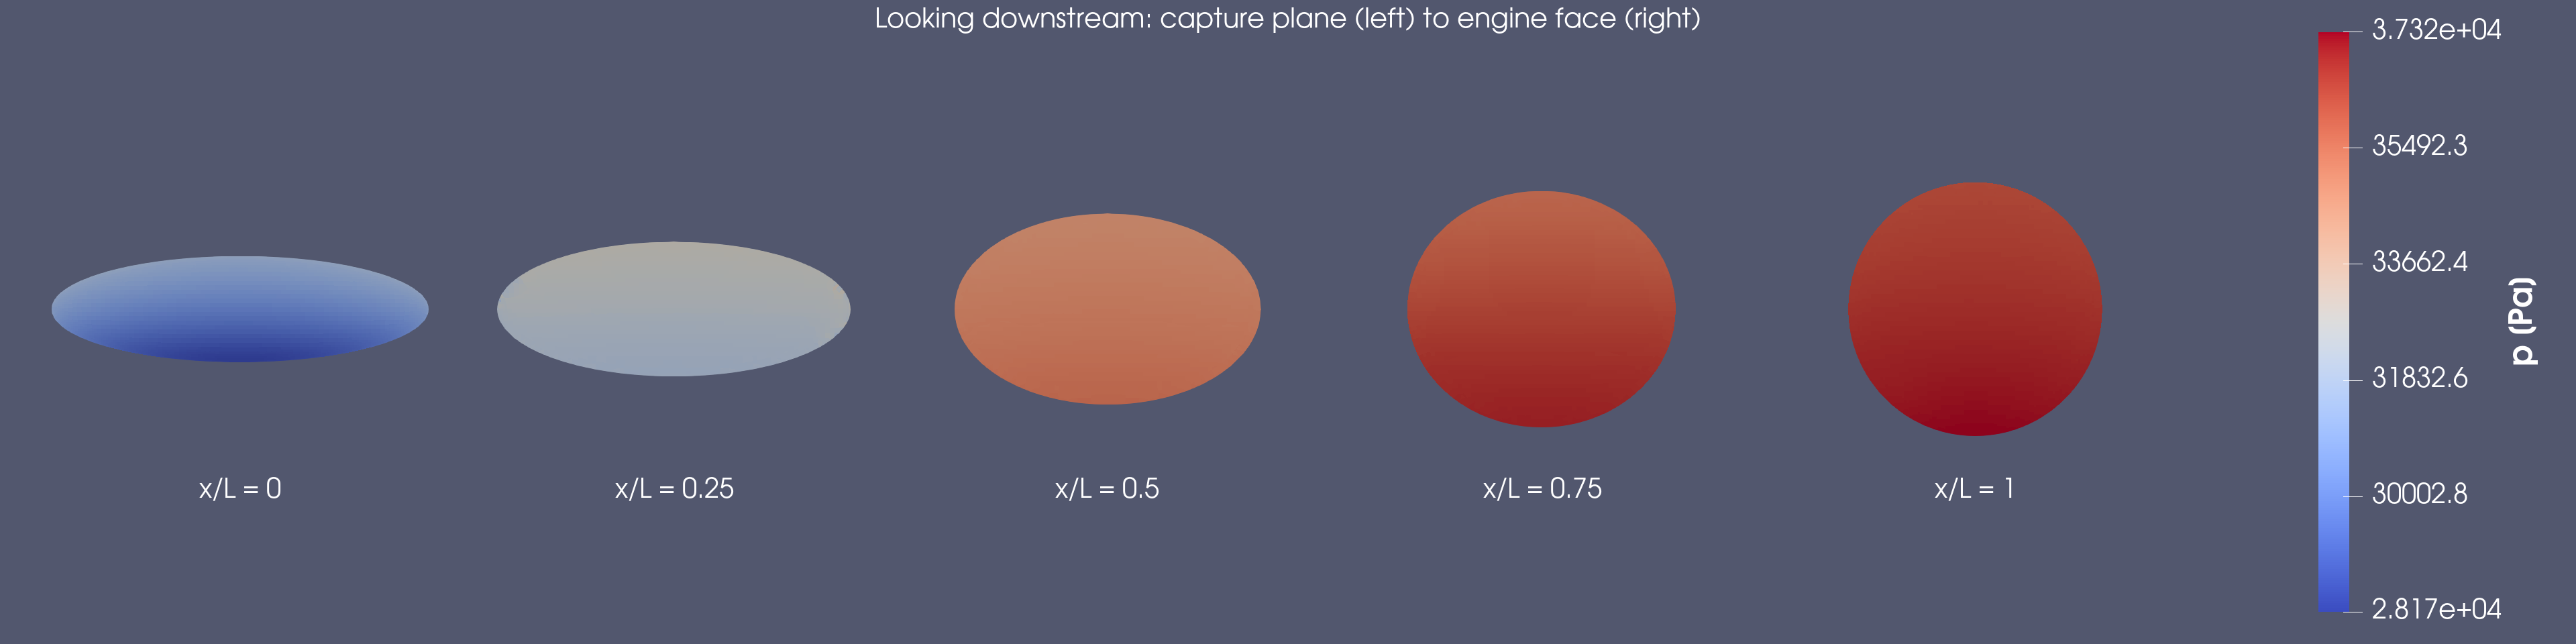 Looking downstream: capture plane (left) to engine face (right)
x/L = 0
x/L = 0.25
x/L = 0.5
x/L = 0.75
x/L = 1
3.732e+04
35492.3
33662.4
31832.6
30002.8
2.817e+04
p (Pa)